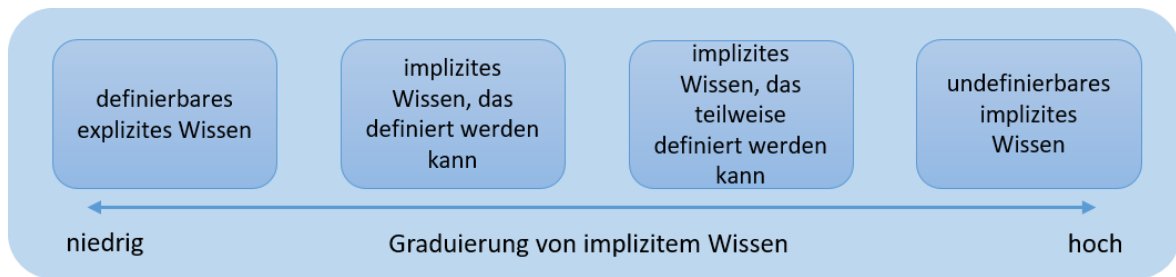 definierbares
explizites Wissen
implizites
Wissen, das
definiert werden
kann
implizites
Wissen, das
teilweise
definiert werden
kann
undefinierbares
implizites
Wissen
niedrig
Graduierung von implizitem Wissen
hoch